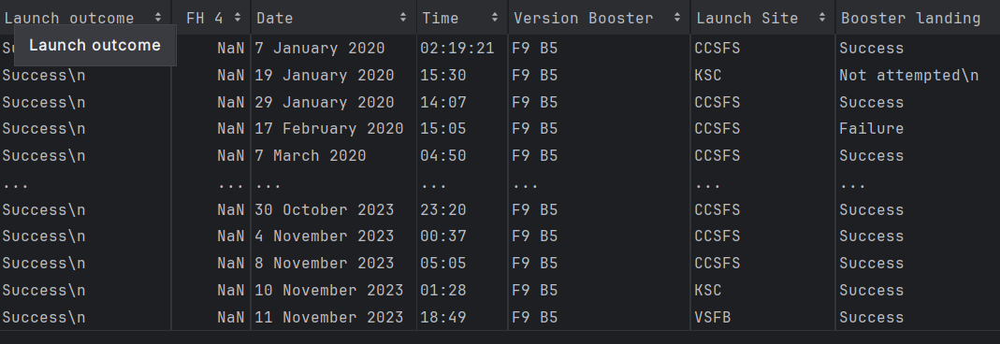 Launch outcome FH 4 Date Time Version Booster Launch Site Booster landing
Launch outcome
NaN 7 January 2020 02:19:21 F9 B5 CCSFS Success
Success\n NaN 19 January 2020 15:30 F9 B5 KSC Not attempted\n
Success\n NaN 29 January 2020 14:07 F9 B5 CCSFS Success
Success\n NaN 17 February 2020 15:05 F9 B5 CCSFS Failure
Success\n NaN 7 March 2020 04:50 F9 B5 CCSFS Success
... ... ... ... ... ... ...
Success\n NaN 30 October 2023 23:20 F9 B5 CCSFS Success
Success\n NaN 4 November 2023 00:37 F9 B5 CCSFS Success
Success\n NaN 8 November 2023 05:05 F9 B5 CCSFS Success
Success\n NaN 10 November 2023 01:28 F9 B5 KSC Success
Success\n NaN 11 November 2023 18:49 F9 B5 VSFB Success